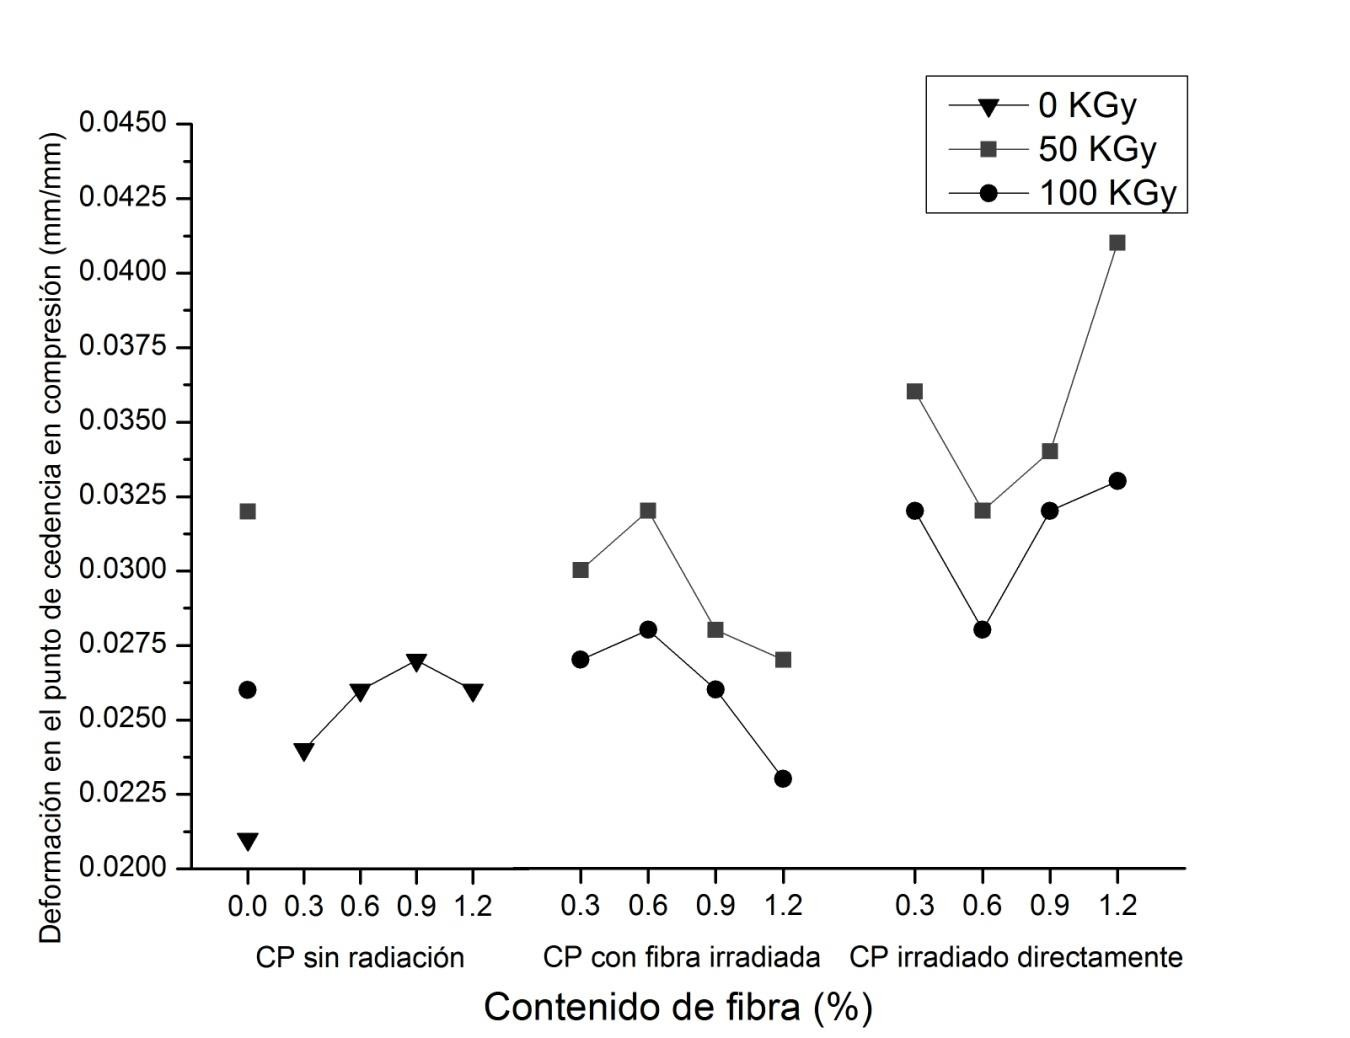 0 KGy
50 KGy
100 KGy
Deformación en el punto de cedencia en compresión (mm/mm)
0.0450
0.0425
0.0400
0.0375
0.0350
0.0325
0.0300
0.0275
0.0250
0.0225
0.0200
0.0 0.3 0.6 0.9 1.2 0.3 0.6 0.9 1.2 0.3 0.6 0.9 1.2
CP sin radiación CP con fibra irradiada CP irradiado directamente
Contenido de fibra (%)